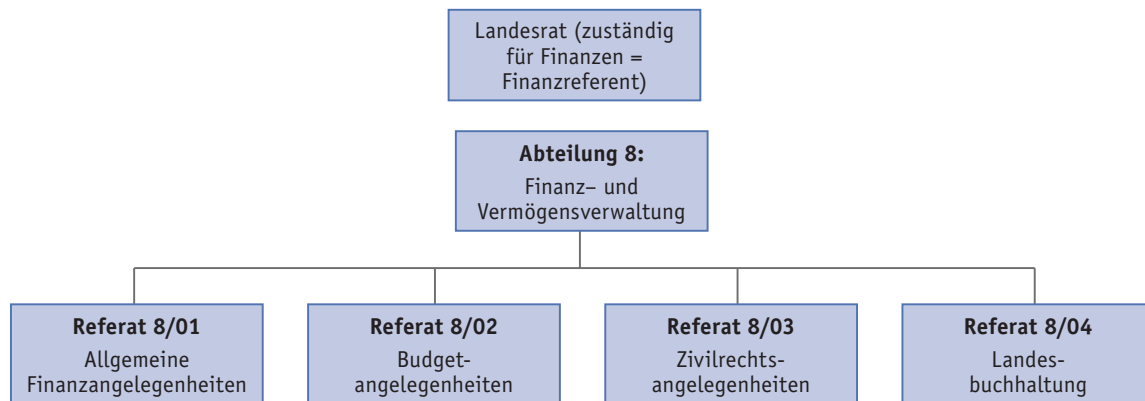 Landesrat (zuständig
für Finanzen =
Finanzreferent)
Abteilung 8:
Finanz– und
Vermögensverwaltung
Referat 8/01
Allgemeine
Finanzangelegenheiten
Referat 8/02
Budget-
angelegenheiten
Referat 8/03
Zivilrechts-
angelegenheiten
Referat 8/04
Landes-
buchhaltung